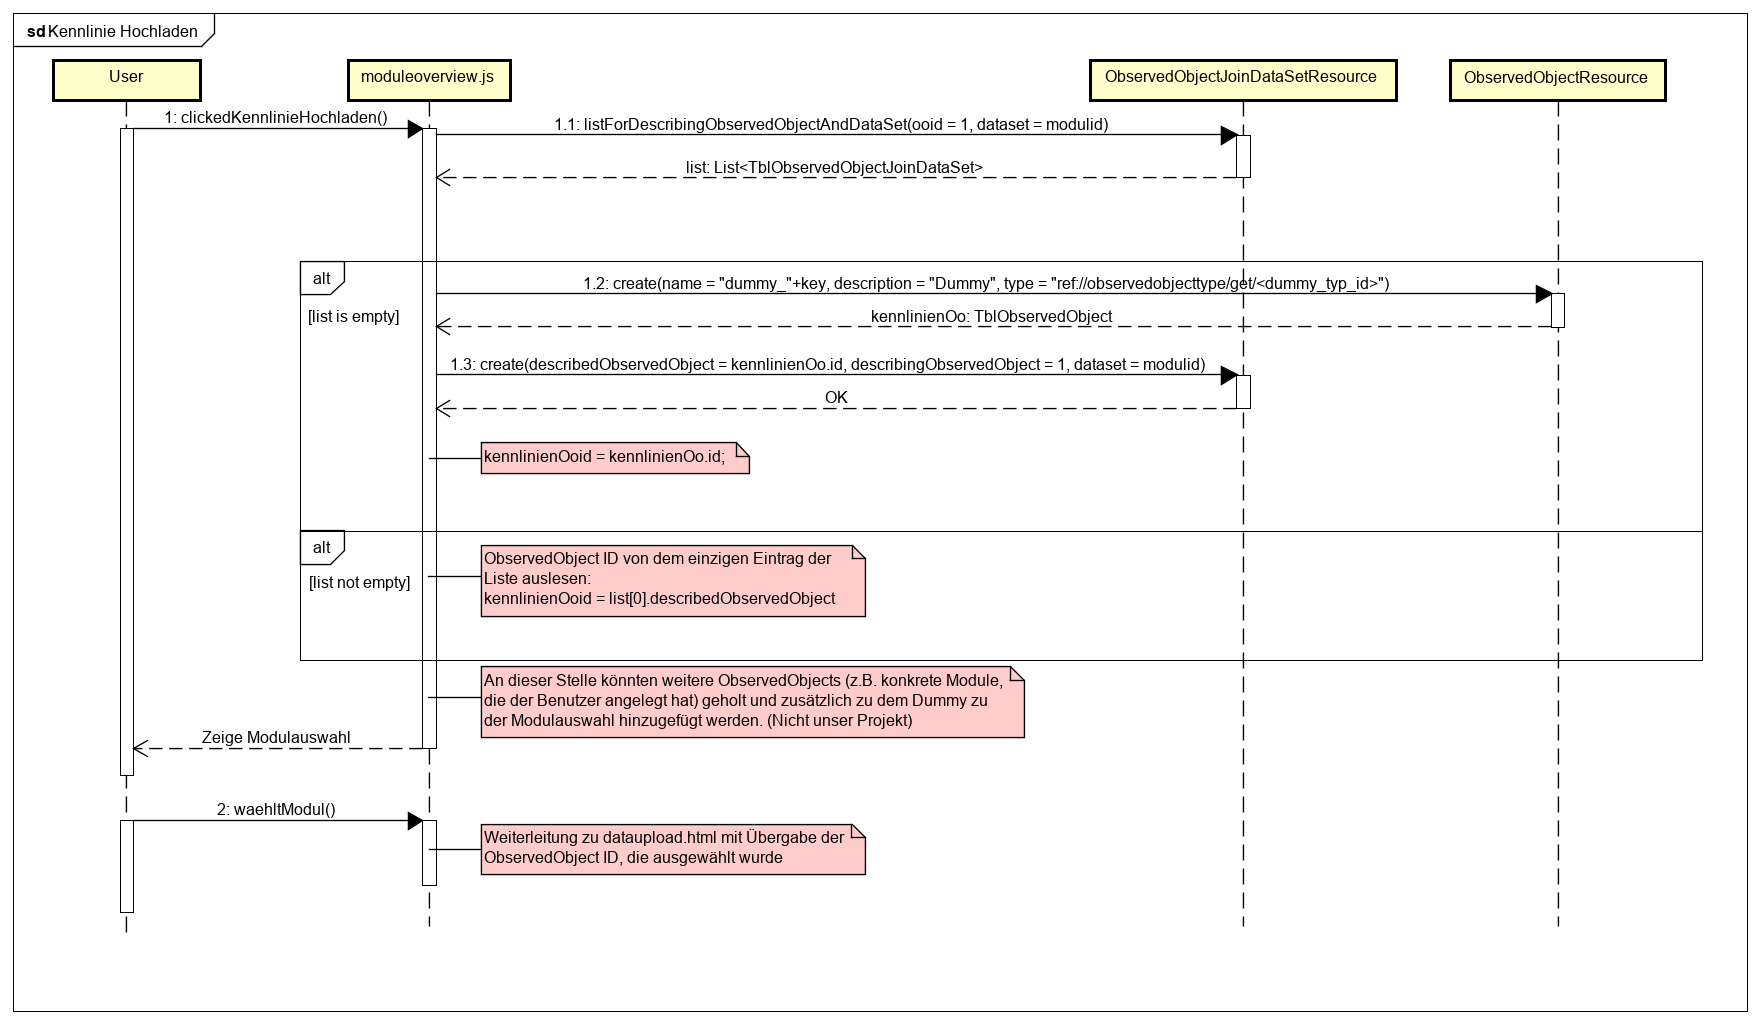 sd Kennlinie Hochladen
User
moduleoverview.js
ObservedObjectJoinDataSetResource
ObservedObjectResource
1: clickedKennlinieHochladen()
1.1: listForDescribingObservedObjectAndDataSet(ooid = 1, dataset = modulid)
list: List<TblObservedObjectJoinDataSet>
alt
1.2: create(name = "dummy_"+key, description = "Dummy", type = "ref://observedobjecttype/get/<dummy_typ_id>")
[list is empty]
kennlinienOo: TblObservedObject
1.3: create(describedObservedObject = kennlinienOo.id, describingObservedObject = 1, dataset = modulid)
OK
kennlinienOoid = kennlinienOo.id;
alt
[list not empty]
ObservedObject ID von dem einzigen Eintrag der
Liste auslesen:
kennlinienOoid = list[0].describedObservedObject
An dieser Stelle könnten weitere ObservedObjects (z.B. konkrete Module,
die der Benutzer angelegt hat) geholt und zusätzlich zu dem Dummy zu
der Modulauswahl hinzugefügt werden. (Nicht unser Projekt)
Zeige Modulauswahl
2: waehltModul()
Weiterleitung zu dataupload.html mit Übergabe der
ObservedObject ID, die ausgewählt wurde